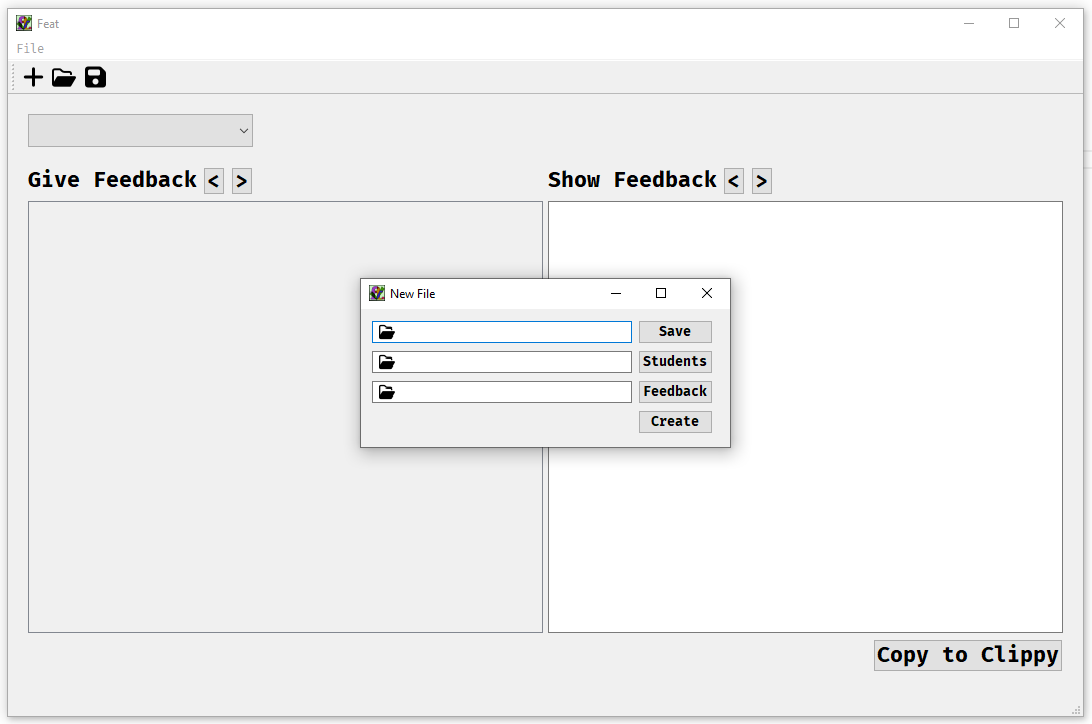 Feat
File
Give Feedback < >
Show Feedback < >
New File
Save
Students
Feedback
Create
Copy to Clippy